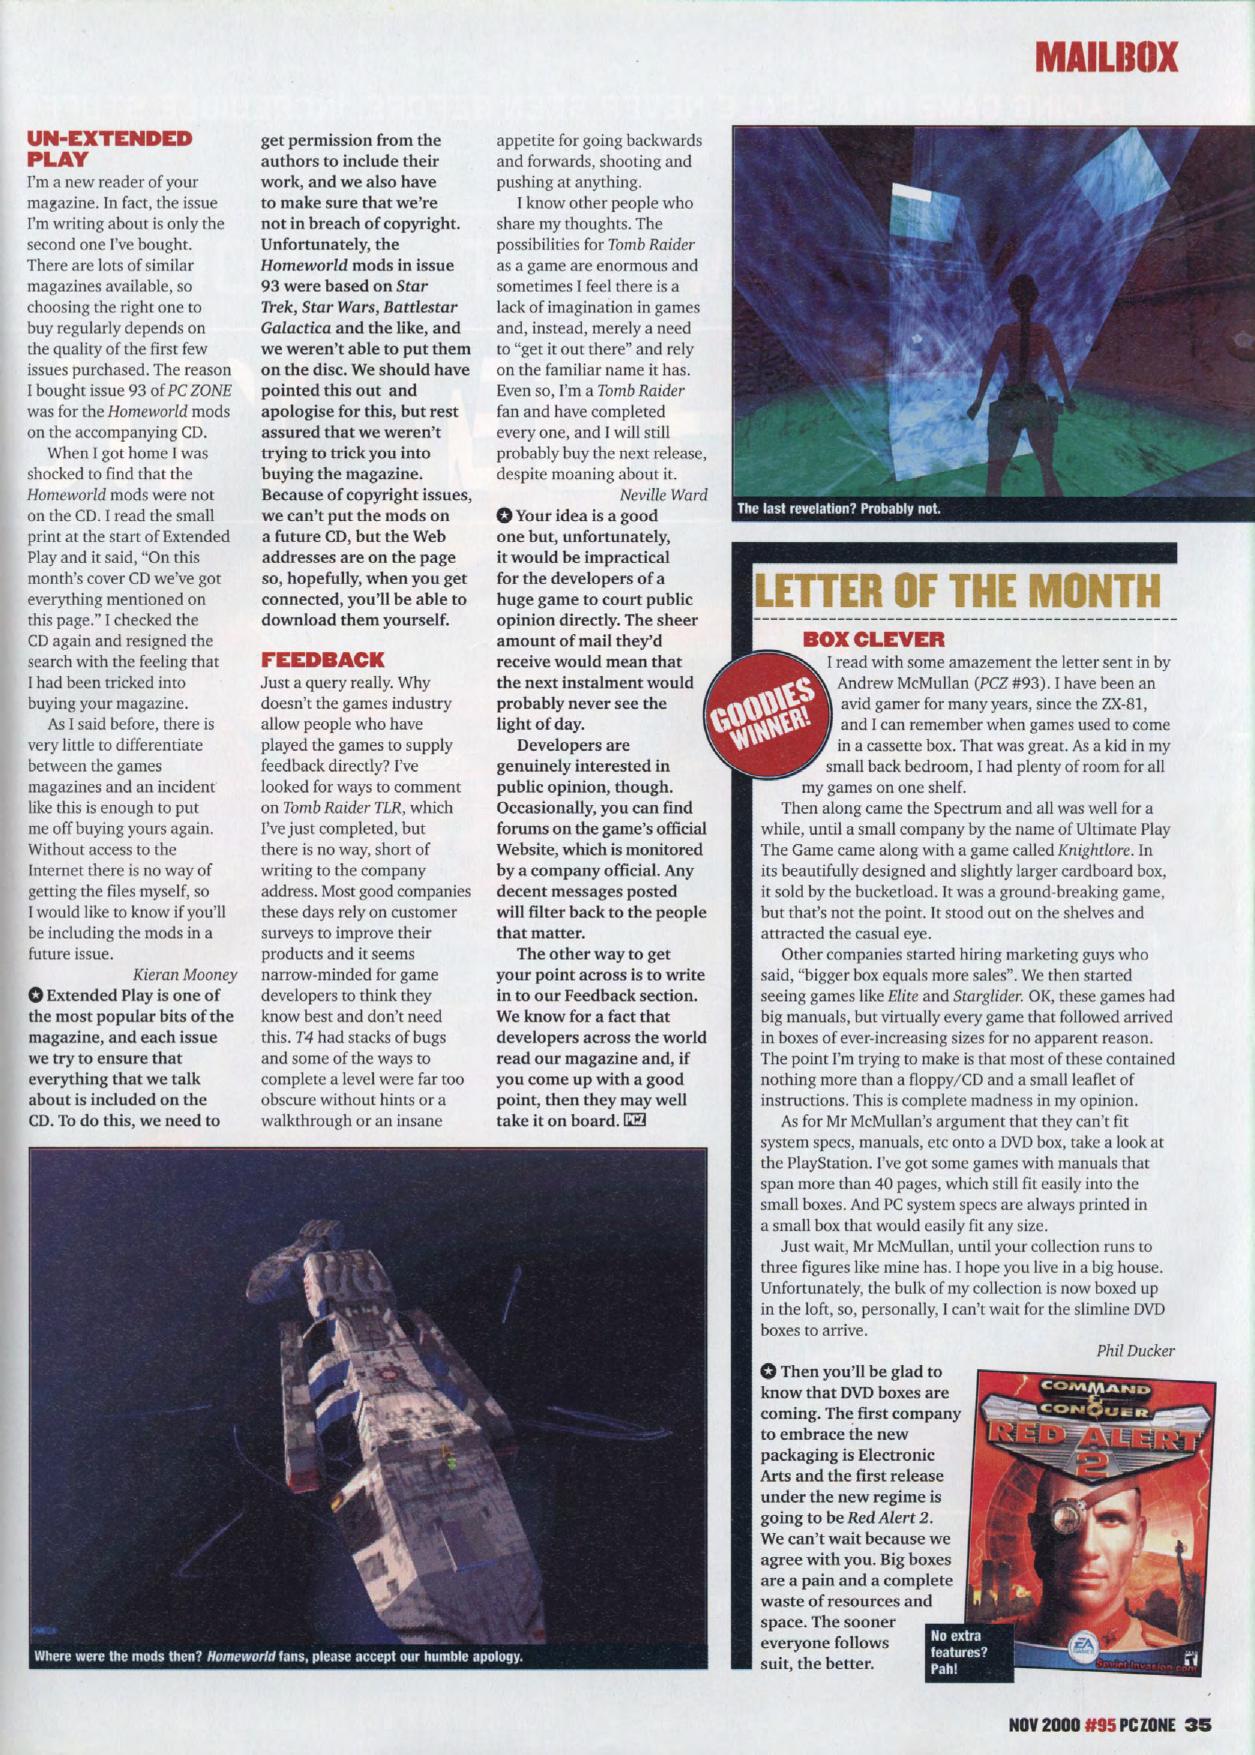 MAILBOX
UN-EXTENDED
PLAY
I'm a new reader of your
magazine. In fact, the issue
I'm writing about is only the
second one I've bought.
There are lots of similar
magazines available, so
choosing the right one to
buy regularly depends on
the quality of the first few
issues purchased. The reason
I bought issue 93 of PC ZONE
was for the Homeworld mods
on the accompanying CD.
When I got home I was
shocked to find that the
Homeworld mods were not
on the CD. I read the small
print at the start of Extended
Play and it said, “On this
month's cover CD we've got
everything mentioned on
this page.” I checked the
CD again and resigned the
search with the feeling that
I had been tricked into
buying your magazine.
As I said before, there is
very little to differentiate
between the games
magazines and an incident
like this is enough to put
me off buying yours again.
Without access to the
Internet there is no way of
getting the files myself, so
I would like to know if you'll
be including the mods in a
future issue.
Kieran Mooney
Extended Play is one of
the most popular bits of the
magazine, and each issue
we try to ensure that
everything that we talk
about is included on the
CD. To do this, we need to
get permission from the
authors to include their
work, and we also have
to make sure that we're
not in breach of copyright.
Unfortunately, the
Homeworld mods in issue
93 were based on Star
Trek, Star Wars, Battlestar
Galactica and the like, and
we weren't able to put them
on the disc. We should have
pointed this out and
apologise for this, but rest
assured that we weren't
trying to trick you into
buying the magazine.
Because of copyright issues,
we can't put the mods on
a future CD, but the Web
addresses are on the page
so, hopefully, when you get
connected, you'll be able to
download them yourself.
FEEDBACK
Just a query really. Why
doesn't the games industry
allow people who have
played the games to supply
feedback directly? I've
looked for ways to comment
on Tomb Raider TLR, which
I've just completed, but
there is no way, short of
writing to the company
address. Most good companies
these days rely on customer
surveys to improve their
products and it seems
narrow-minded for game
developers to think they
know best and don't need
this. T4 had stacks of bugs
and some of the ways to
complete a level were far too
obscure without hints or a
walkthrough or an insane
appetite for going backwards
and forwards, shooting and
pushing at anything.
I know other people who
share my thoughts. The
possibilities for Tomb Raider
as a game are enormous and
sometimes I feel there is a
lack of imagination in games
and, instead, merely a need
to “get it out there” and rely
on the familiar name it has.
Even so, I'm a Tomb Raider
fan and have completed
every one, and I will still
probably buy the next release,
despite moaning about it.
Neville Ward
Your idea is a good
one but, unfortunately,
it would be impractical
for the developers of a
huge game to court public
opinion directly. The sheer
amount of mail they'd
receive would mean that
the next instalment would
probably never see the
light of day.
Developers are
genuinely interested in
public opinion, though.
Occasionally, you can find
forums on the game's official
Website, which is monitored
by a company official. Any
decent messages posted
will filter back to the people
that matter.
The other way to get
your point across is to write
in to our Feedback section.
We know for a fact that
developers across the world
read our magazine and, if
you come up with a good
point, then they may well
take it on board. PCZ
Where were the mods then? Homeworld fans, please accept our humble apology.
The last revelation? Probably not.
LETTER OF THE MONTH
GOODIES
WINNER!
BOX CLEVER
I read with some amazement the letter sent in by
Andrew McMullan (PCZ #93). I have been an
avid gamer for many years, since the ZX-81,
and I can remember when games used to come
in a cassette box. That was great. As a kid in my
small back bedroom, I had plenty of room for all
my games on one shelf.
Then along came the Spectrum and all was well for a
while, until a small company by the name of Ultimate Play
The Game came along with a game called Knightlore. In
its beautifully designed and slightly larger cardboard box,
it sold by the bucketload. It was a ground-breaking game,
but that's not the point. It stood out on the shelves and
attracted the casual eye.
Other companies started hiring marketing guys who
said, “bigger box equals more sales”. We then started
seeing games like Elite and Starglider. OK, these games had
big manuals, but virtually every game that followed arrived
in boxes of ever-increasing sizes for no apparent reason.
The point I'm trying to make is that most of these contained
nothing more than a floppy/CD and a small leaflet of
instructions. This is complete madness in my opinion.
As for Mr McMullan's argument that they can't fit
system specs, manuals, etc onto a DVD box, take a look at
the PlayStation. I've got some games with manuals that
span more than 40 pages, which still fit easily into the
small boxes. And PC system specs are always printed in
a small box that would easily fit any size.
Just wait, Mr McMullan, until your collection runs to
three figures like mine has. I hope you live in a big house.
Unfortunately, the bulk of my collection is now boxed up
in the loft, so, personally, I can't wait for the slimline DVD
boxes to arrive.
Phil Ducker
Then you'll be glad to
know that DVD boxes are
coming. The first company
to embrace the new
packaging is Electronic
Arts and the first release
under the new regime is
going to be Red Alert 2.
We can't wait because we
agree with you. Big boxes
are a pain and a complete
waste of resources and
space. The sooner
everyone follows
suit, the better.
COMMAND
&
CONQUER
RED ALERT
2
EA
GAMES
Soviet-Invasion.com
T
No extra
features?
Pah!
NOV 2000 #95 PC ZONE 35